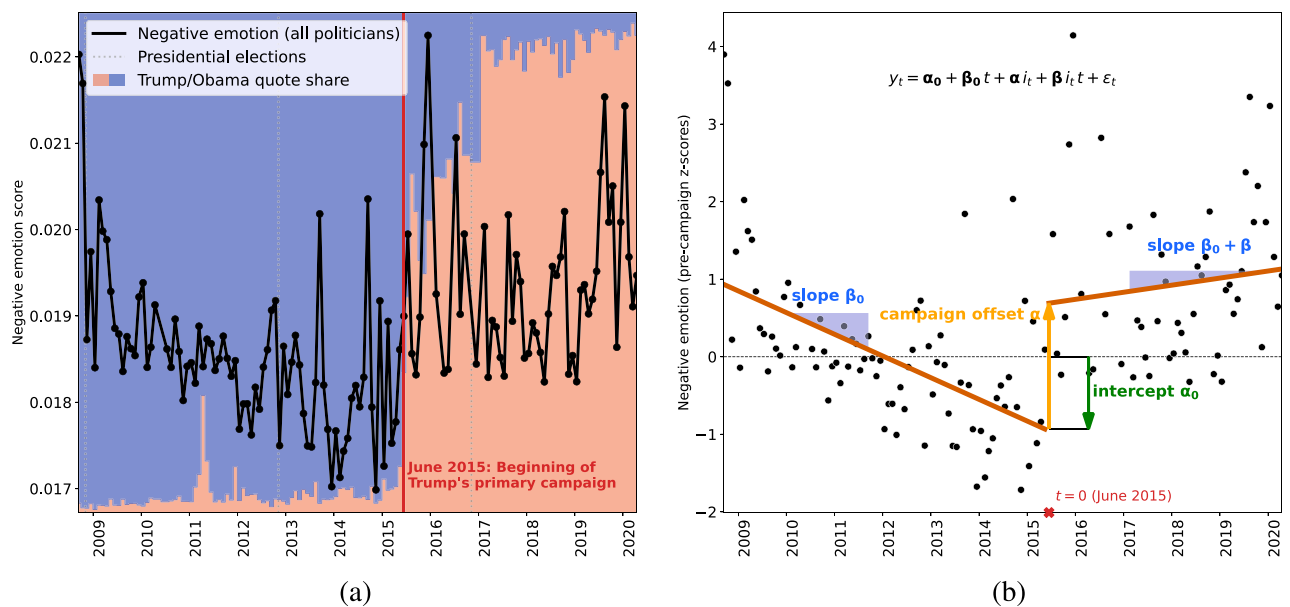 Negative emotion (all politicians)
Presidential elections
Trump/Obama quote share
Negative emotion score
0.022
0.021
0.020
0.019
0.018
0.017
June 2015: Beginning of
Trump's primary campaign
2009 2010 2011 2012 2013 2014 2015 2016 2017 2018 2019 2020
(a)
Negative emotion (pre-campaign z-scores)
4
3
2
1
0
−1
−2
y_t = α₀ + β₀ t + α i_t + β i_t t + ε_t
slope β₀
slope β₀ + β
campaign offset α
intercept α₀
t = 0 (June 2015)
2009 2010 2011 2012 2013 2014 2015 2016 2017 2018 2019 2020
(b)